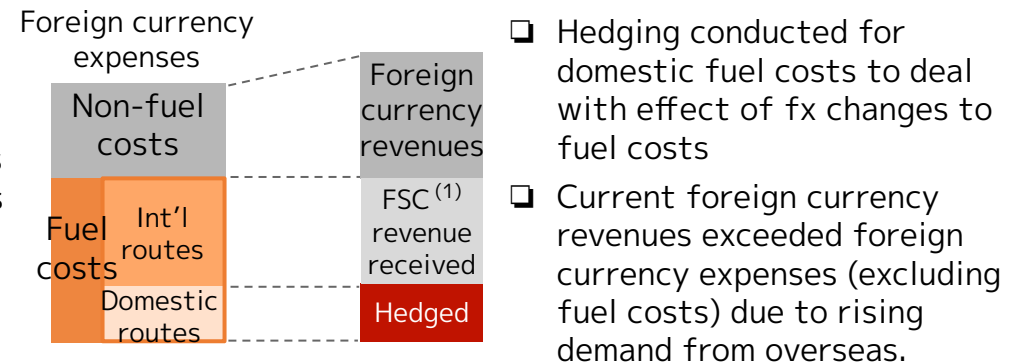 Foreign currency
expenses
Non-fuel
costs
Fuel
costs
Int'l
routes
Domestic
routes
Foreign
currency
revenues
FSC (1)
revenue
received
Hedged
❑ Hedging conducted for
domestic fuel costs to deal
with effect of fx changes to
fuel costs
❑ Current foreign currency
revenues exceeded foreign
currency expenses (excluding
fuel costs) due to rising
demand from overseas.